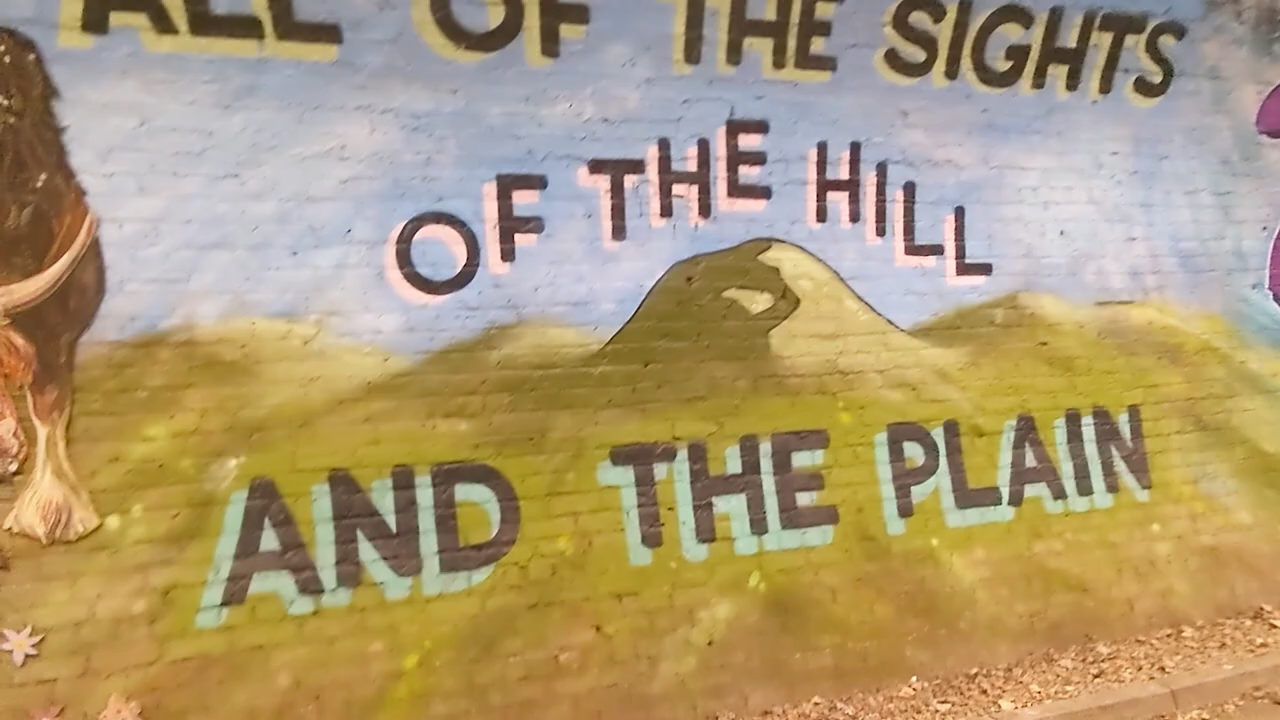 ALL OF THE SIGHTS
OF THE HILL
AND THE PLAIN